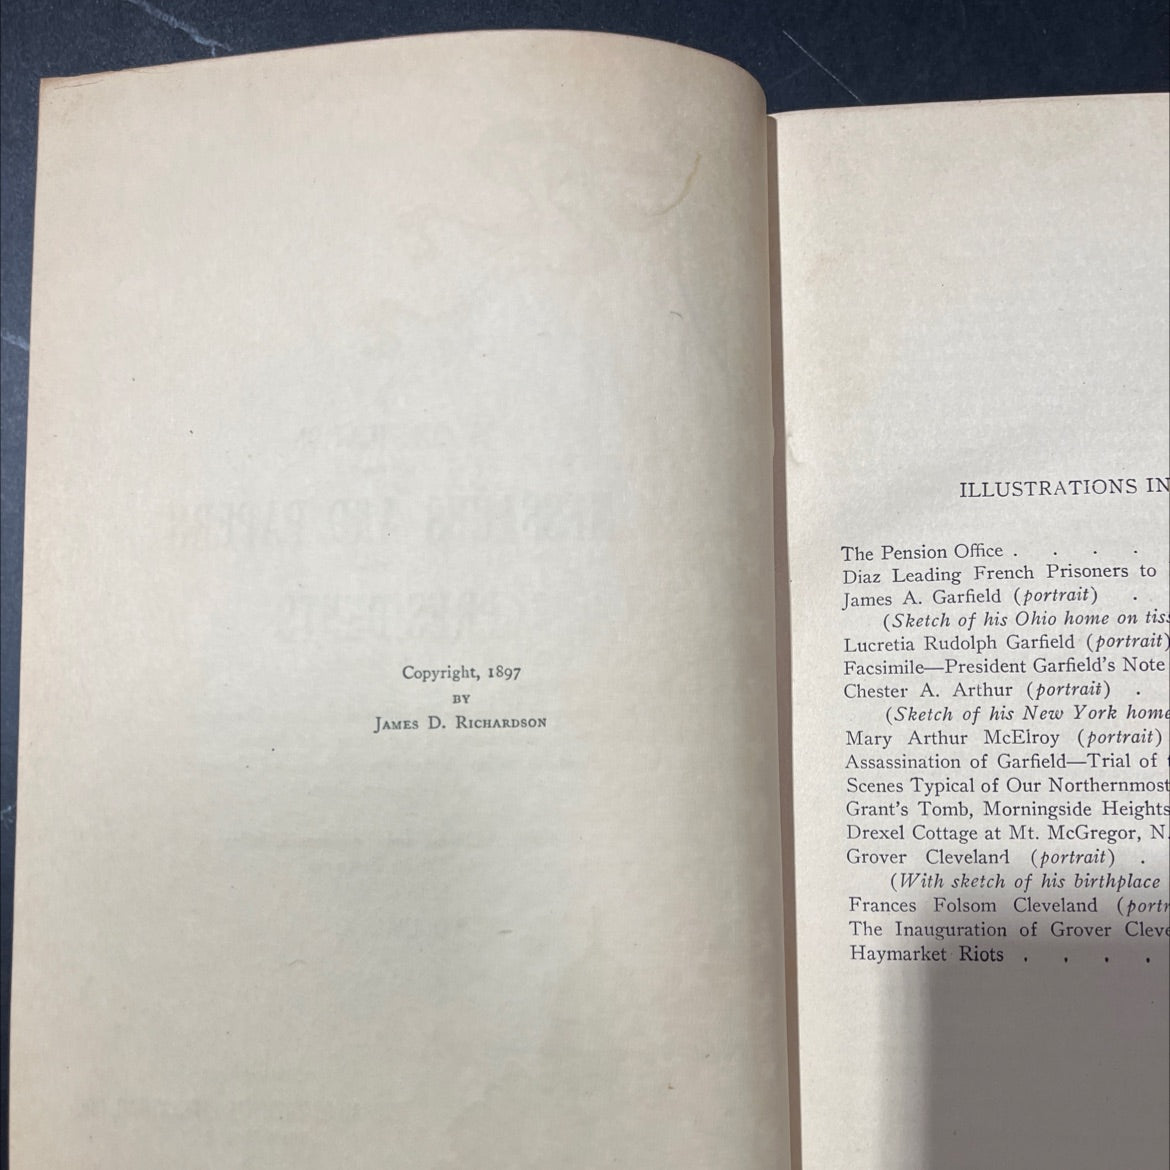 Copyright, 1897
BY
JAMES D. RICHARDSON
ILLUSTRATIONS IN
The Pension Office . . . .
Diaz Leading French Prisoners to
James A. Garfield (portrait) .
(Sketch of his Ohio home on tiss
Lucretia Rudolph Garfield (portrait)
Facsimile—President Garfield's Note
Chester A. Arthur (portrait) .
(Sketch of his New York home
Mary Arthur McElroy (portrait)
Assassination of Garfield—Trial of
Scenes Typical of Our Northernmost
Grant's Tomb, Morningside Heights
Drexel Cottage at Mt. McGregor, N.
Grover Cleveland (portrait) .
(With sketch of his birthplace
Frances Folsom Cleveland (portr
The Inauguration of Grover Cleve
Haymarket Riots . . . .